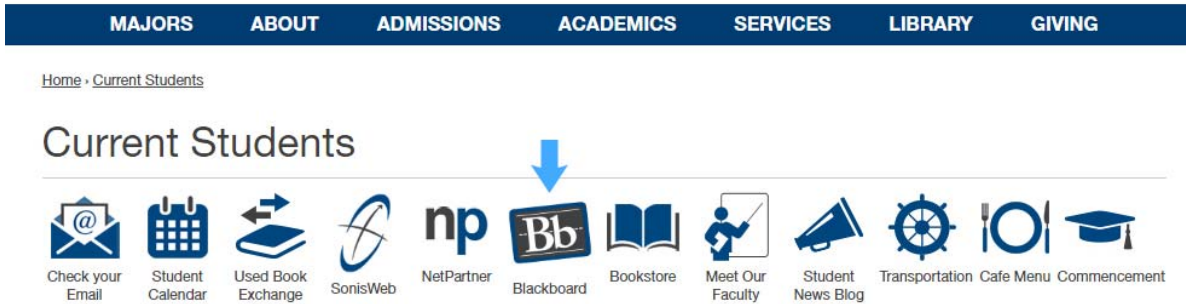 MAJORS ABOUT ADMISSIONS ACADEMICS SERVICES LIBRARY GIVING
Home › Current Students
Current Students
@ np Bb
Check your Email
Student Calendar
Used Book Exchange
SonisWeb
NetPartner
Blackboard
Bookstore
Meet Our Faculty
Student News Blog
Transportation
Cafe Menu
Commencement